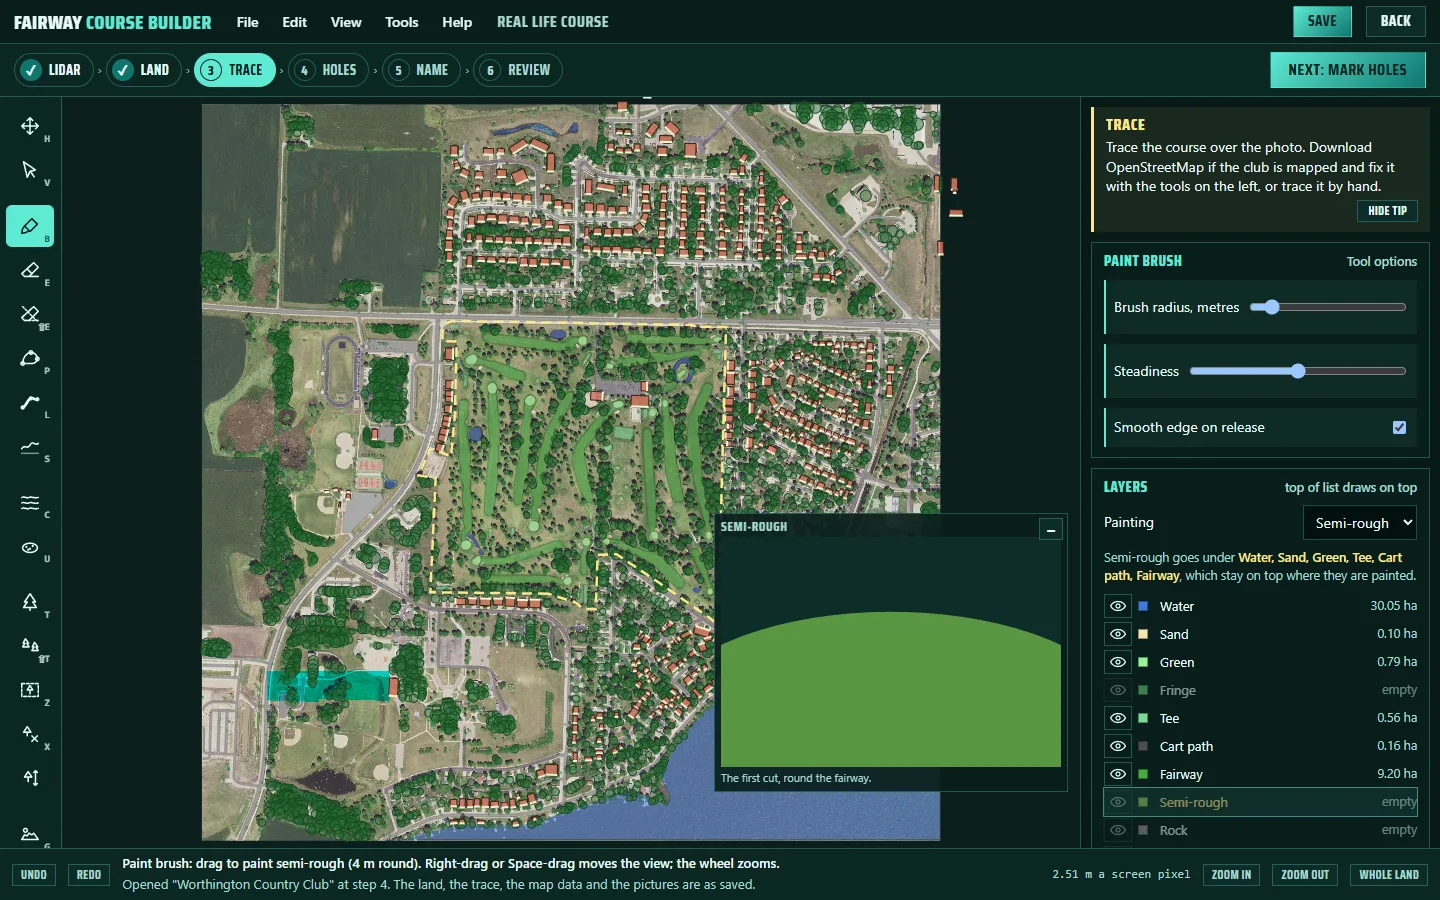 FAIRWAY COURSE BUILDER
File Edit View Tools Help
REAL LIFE COURSE
SAVE
BACK
LIDAR › LAND › 3 TRACE › 4 HOLES › 5 NAME › 6 REVIEW
NEXT: MARK HOLES
H
V
B
E
E
P
L
S
C
U
T
T
Z
X
TRACE
Trace the course over the photo. Download
OpenStreetMap if the club is mapped and fix it
with the tools on the left, or trace it by hand.
HIDE TIP
PAINT BRUSH
Tool options
Brush radius, metres
Steadiness
Smooth edge on release
LAYERS
top of list draws on top
Painting
Semi-rough
Semi-rough goes under Water, Sand, Green, Tee, Cart
path, Fairway, which stay on top where they are painted.
Water 30.05 ha
Sand 0.10 ha
Green 0.79 ha
Fringe empty
Tee 0.56 ha
Cart path 0.16 ha
Fairway 9.20 ha
Semi-rough empty
Rock empty
SEMI-ROUGH
The first cut, round the fairway.
UNDO
REDO
Paint brush: drag to paint semi-rough (4 m round). Right-drag or Space-drag moves the view; the wheel zooms.
Opened "Worthington Country Club" at step 4. The land, the trace, the map data and the pictures are as saved.
2.51 m a screen pixel
ZOOM IN
ZOOM OUT
WHOLE LAND